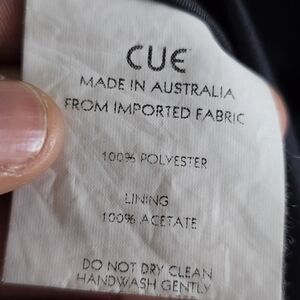 CUE
MADE IN AUSTRALIA
FROM IMPORTED FABRIC
100% POLYESTER
LINING
100% ACETATE
DO NOT DRY CLEAN
HANDWASH GENTLY